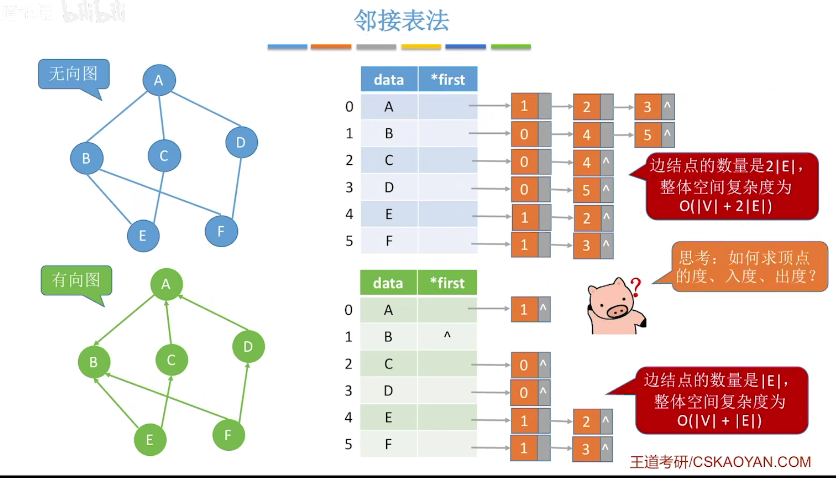 bilibili
邻接表法
无向图
A
B
C
D
E
F
data *first
0 A 1 2 3 ^
1 B 0 4 5 ^
2 C 0 4 ^
3 D 0 5 ^
4 E 1 2 ^
5 F 1 3 ^
边结点的数量是2|E|，
整体空间复杂度为
O(|V| + 2|E|)
思考：如何求顶点
的度、入度、出度？
?
有向图
A
B
C
D
E
F
data *first
0 A 1 ^
1 B ^
2 C 0 ^
3 D 0 ^
4 E 1 2 ^
5 F 1 3 ^
边结点的数量是|E|，
整体空间复杂度为
O(|V| + |E|)
王道考研/CSKAOYAN.COM